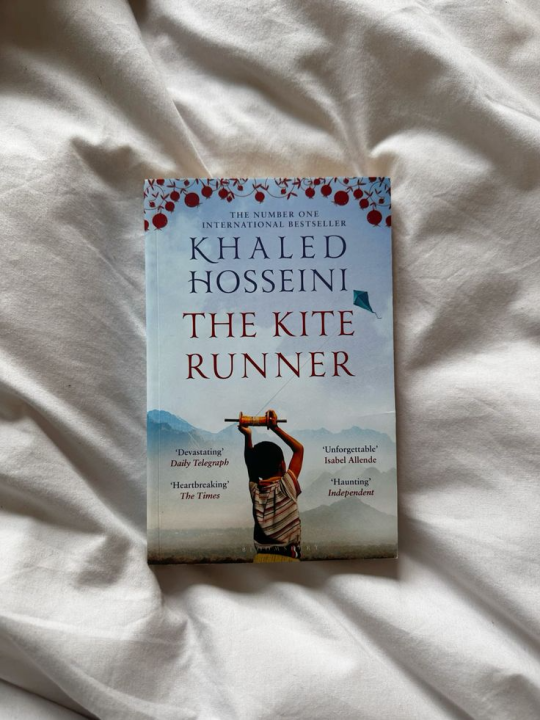 THE NUMBER ONE
INTERNATIONAL BESTSELLER
KHALED
HOSSEINI
THE KITE
RUNNER
‘Devastating’
Daily Telegraph
‘Unforgettable’
Isabel Allende
‘Heartbreaking’
The Times
‘Haunting’
Independent